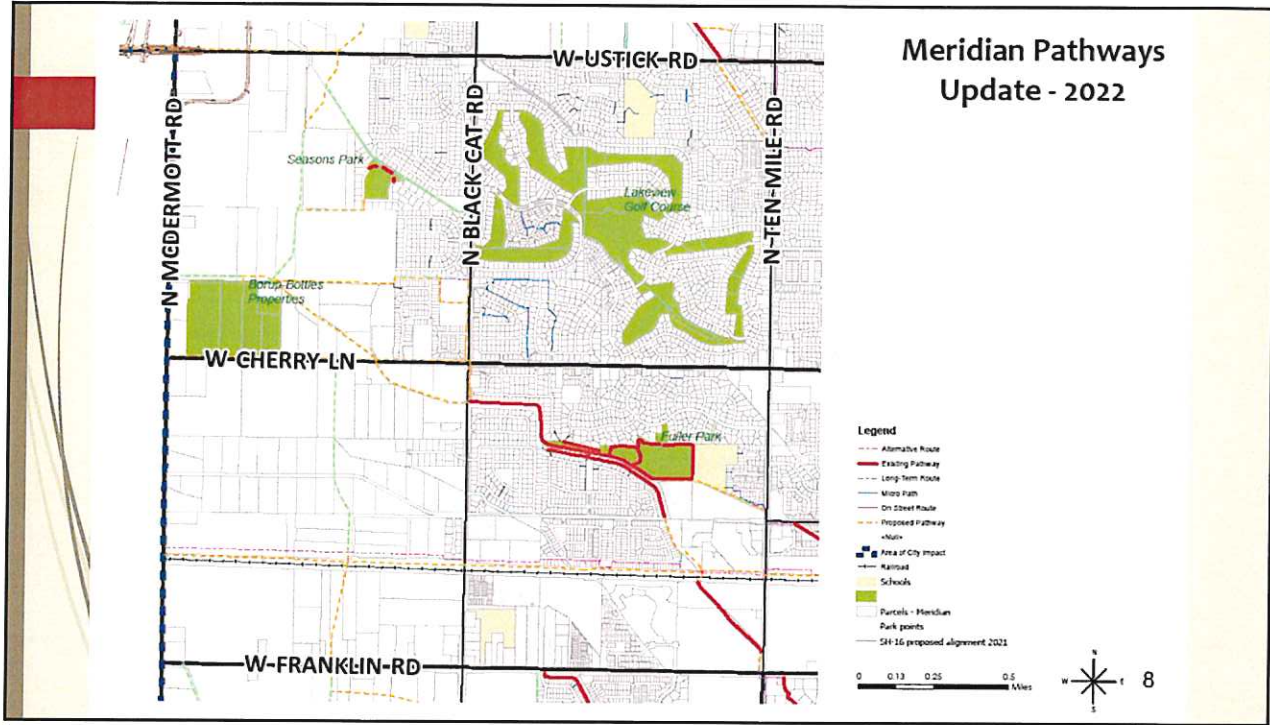 Meridian Pathways
Update - 2022
W-USTICK RD
N-MCDERMOTT-RD
N-BLACK-CAT-RD
N-TEN-MILE-RD
Seasons Park
Lakeview
Golf Course
Borup Bottles
Properties
W-CHERRY-LN
Fuller Park
W-FRANKLIN-RD
Legend
Alternative Route
Existing Pathway
Long-Term Route
Micro Path
On Street Route
Proposed Pathway
<Null>
Area of City Impact
Railroad
Schools
Parcels - Meridian
Park points
SH-16 proposed alignment 2021
0 0.13 0.25 0.5
Miles
N
W E
S
8